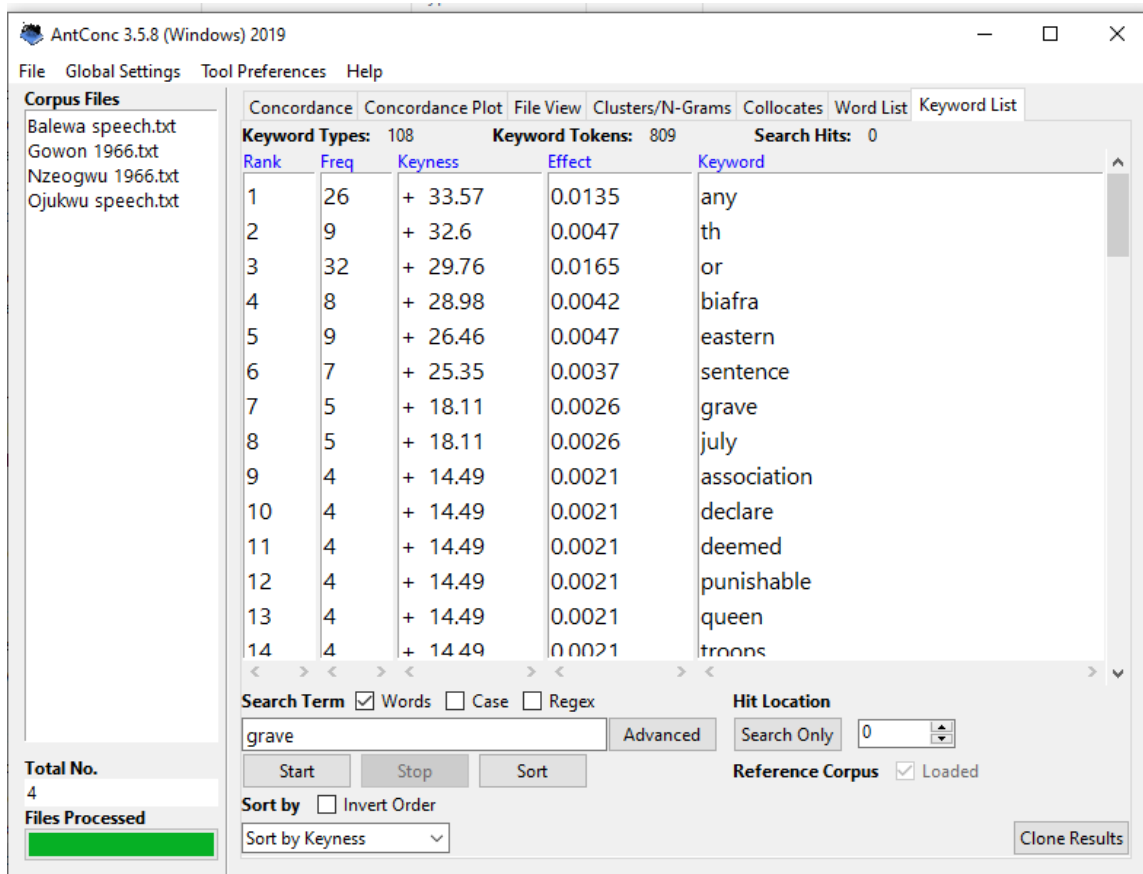 AntConc 3.5.8 (Windows) 2019
File Global Settings Tool Preferences Help
Corpus Files
Balewa speech.txt
Gowon 1966.txt
Nzeogwu 1966.txt
Ojukwu speech.txt
Concordance Concordance Plot File View Clusters/N-Grams Collocates Word List Keyword List
Keyword Types: 108 Keyword Tokens: 809 Search Hits: 0
Rank Freq Keyness Effect Keyword
1 26 + 33.57 0.0135 any
2 9 + 32.6 0.0047 th
3 32 + 29.76 0.0165 or
4 8 + 28.98 0.0042 biafra
5 9 + 26.46 0.0047 eastern
6 7 + 25.35 0.0037 sentence
7 5 + 18.11 0.0026 grave
8 5 + 18.11 0.0026 july
9 4 + 14.49 0.0021 association
10 4 + 14.49 0.0021 declare
11 4 + 14.49 0.0021 deemed
12 4 + 14.49 0.0021 punishable
13 4 + 14.49 0.0021 queen
14 4 + 14.49 0.0021 troops
Search Term Words Case Regex Hit Location
grave Advanced Search Only 0
Start Stop Sort Reference Corpus Loaded
Sort by Invert Order
Sort by Keyness Clone Results
Total No.
4
Files Processed